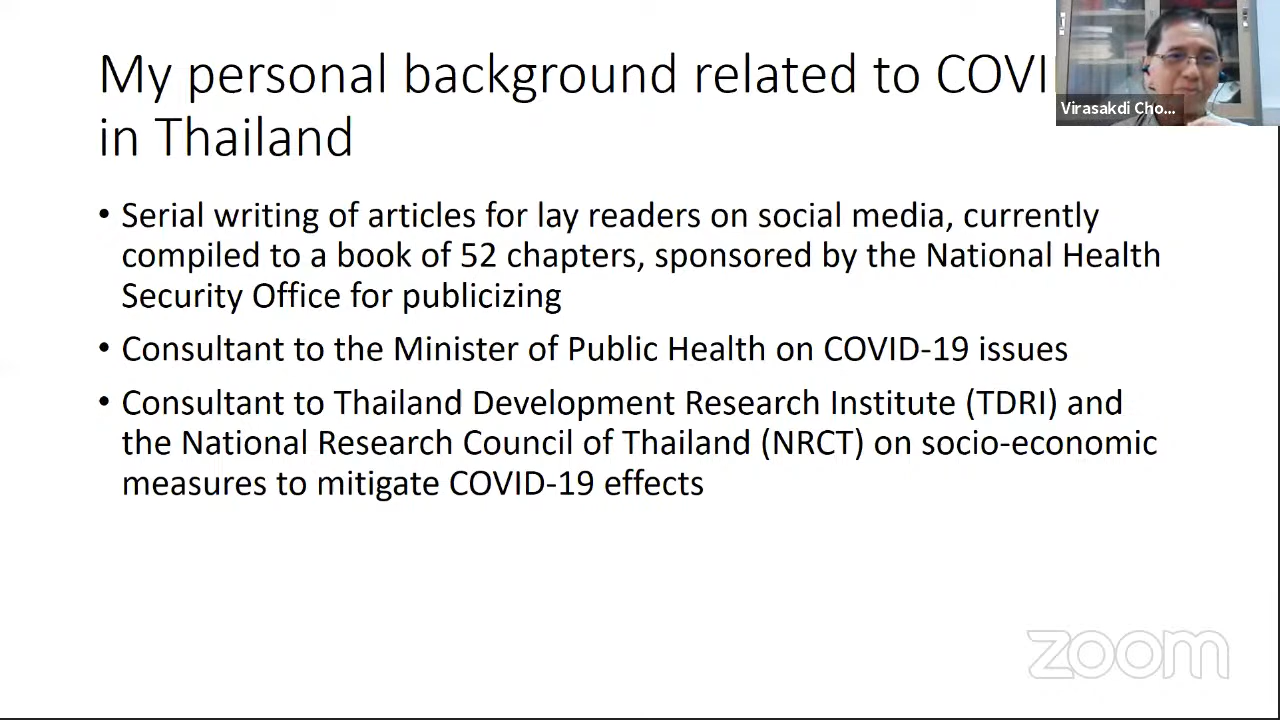 My personal background related to COVI
in Thailand
Virasakdi Cho...
• Serial writing of articles for lay readers on social media, currently
compiled to a book of 52 chapters, sponsored by the National Health
Security Office for publicizing
• Consultant to the Minister of Public Health on COVID-19 issues
• Consultant to Thailand Development Research Institute (TDRI) and
the National Research Council of Thailand (NRCT) on socio-economic
measures to mitigate COVID-19 effects
zoom